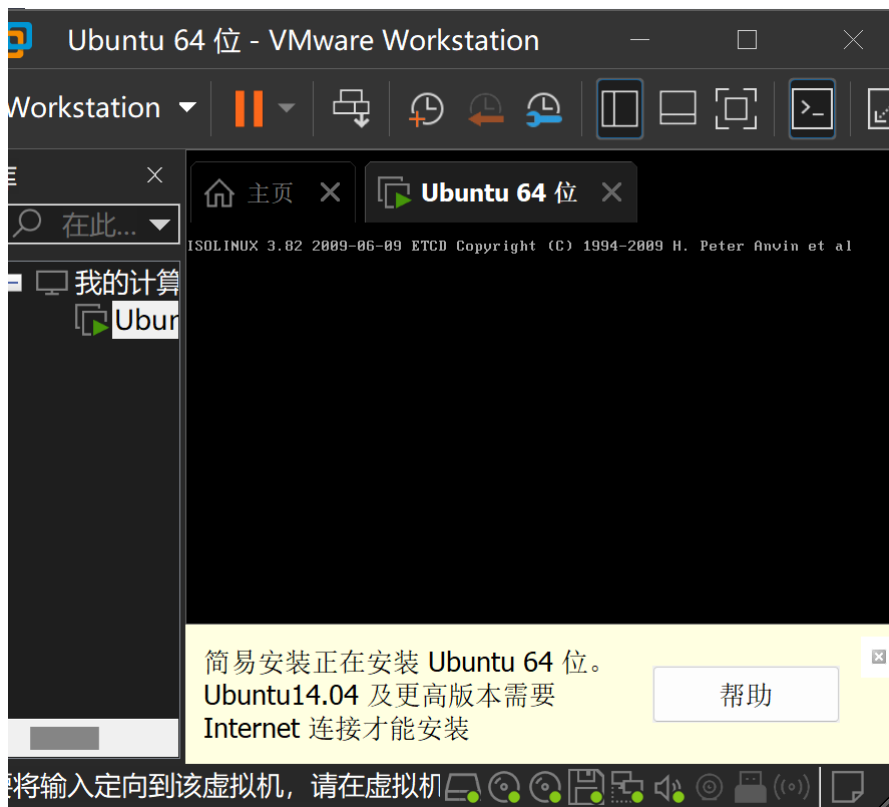 Ubuntu 64 位 - VMware Workstation
Workstation
主页
Ubuntu 64 位
在此...
ISOLINUX 3.82 2009-06-09 ETCD Copyright (C) 1994-2009 H. Peter Anvin et al
我的计算
Ubun
简易安装正在安装 Ubuntu 64 位。
Ubuntu14.04 及更高版本需要
Internet 连接才能安装
帮助
将输入定向到该虚拟机，请在虚拟机